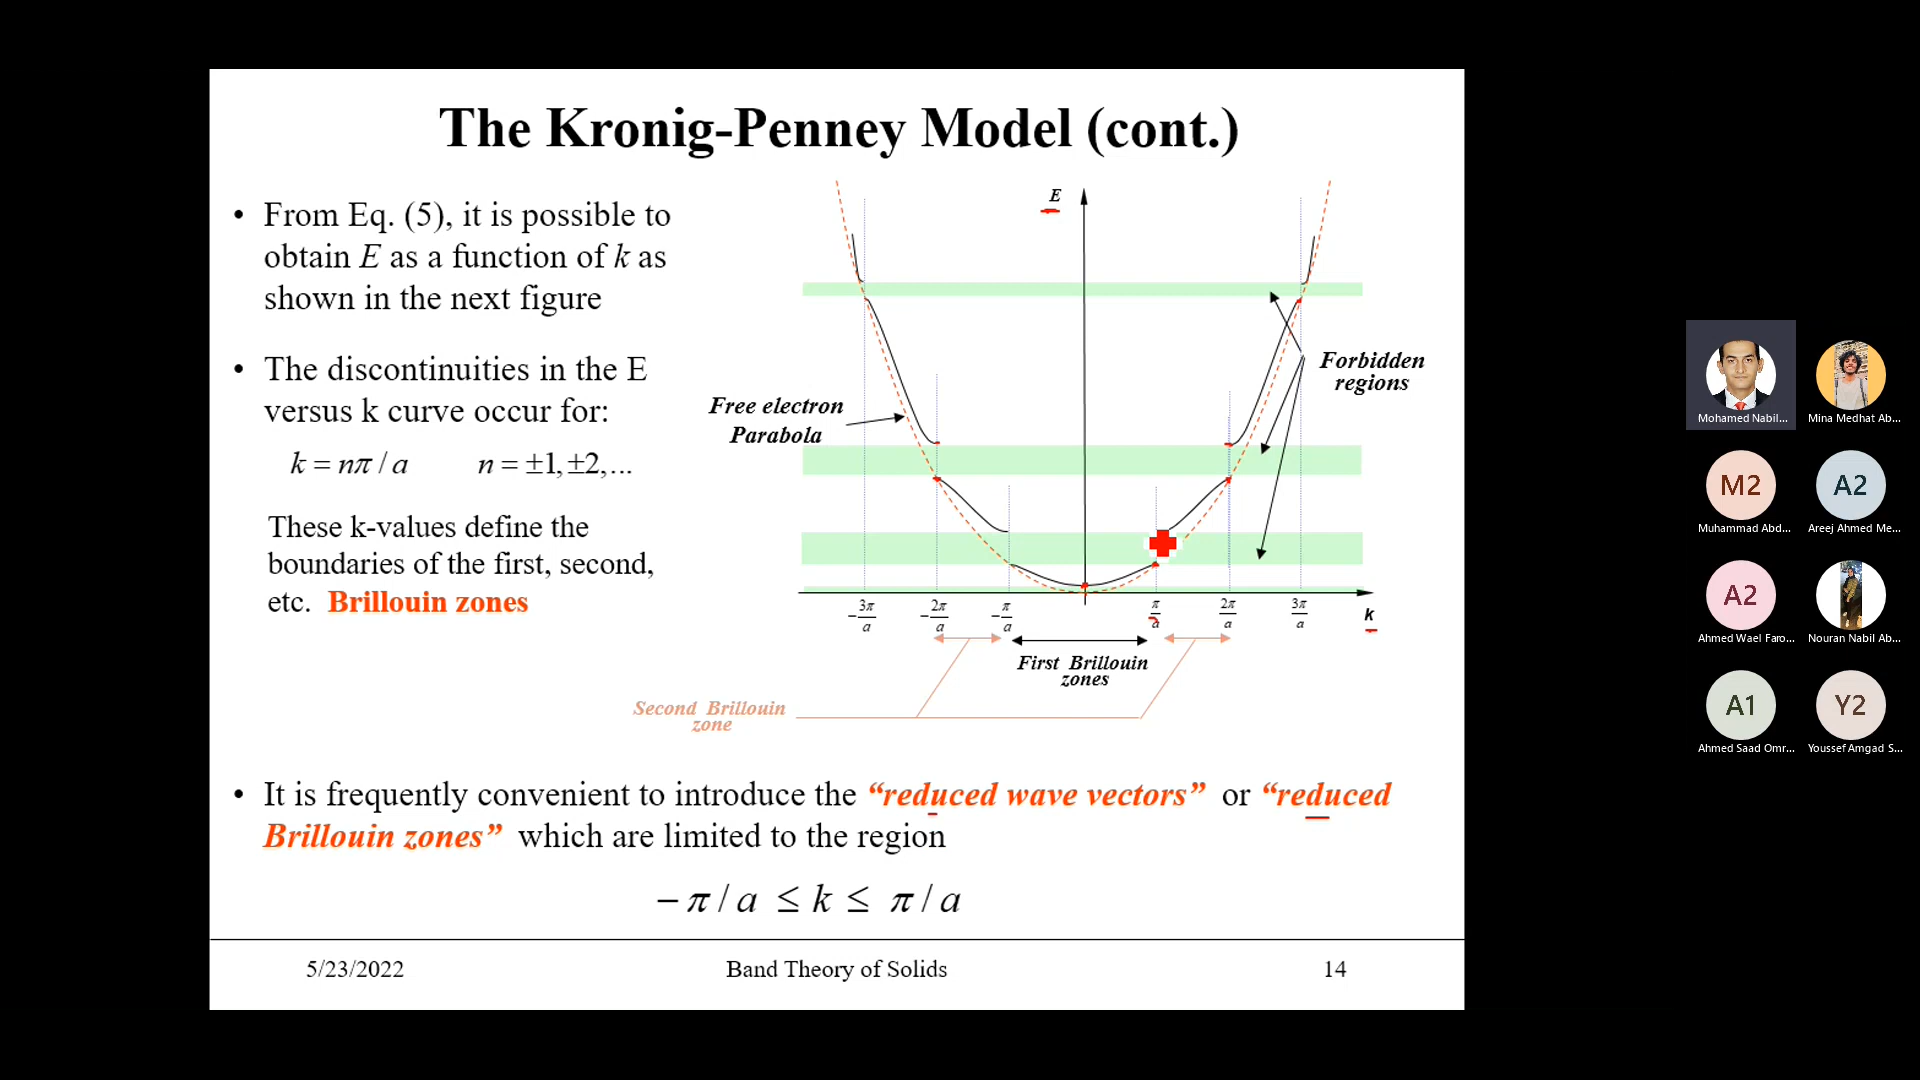 The Kronig-Penney Model (cont.)
• From Eq. (5), it is possible to
obtain E as a function of k as
shown in the next figure
• The discontinuities in the E
versus k curve occur for:
k = nπ / a    n = ±1, ±2, ...
These k-values define the
boundaries of the first, second,
etc. Brillouin zones
E
Free electron
Parabola
Forbidden
regions
−3π/a −2π/a −π/a π/a 2π/a 3π/a k
First Brillouin
zones
Second Brillouin
zone
• It is frequently convenient to introduce the “reduced wave vectors” or “reduced
Brillouin zones” which are limited to the region
− π / a ≤ k ≤ π / a
5/23/2022 Band Theory of Solids 14
Mohamed Nabil... Mina Medhat Ab...
M2 A2
Muhammad Abd... Areej Ahmed Me...
A2
Ahmed Wael Faro... Nouran Nabil Ab...
A1 Y2
Ahmed Saad Omr... Youssef Amgad S...